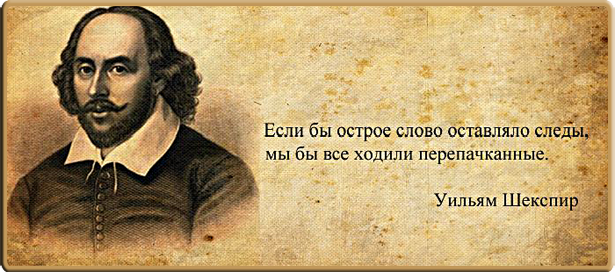 Если бы острое слово оставляло следы,
мы бы все ходили перепачканные.
Уильям Шекспир